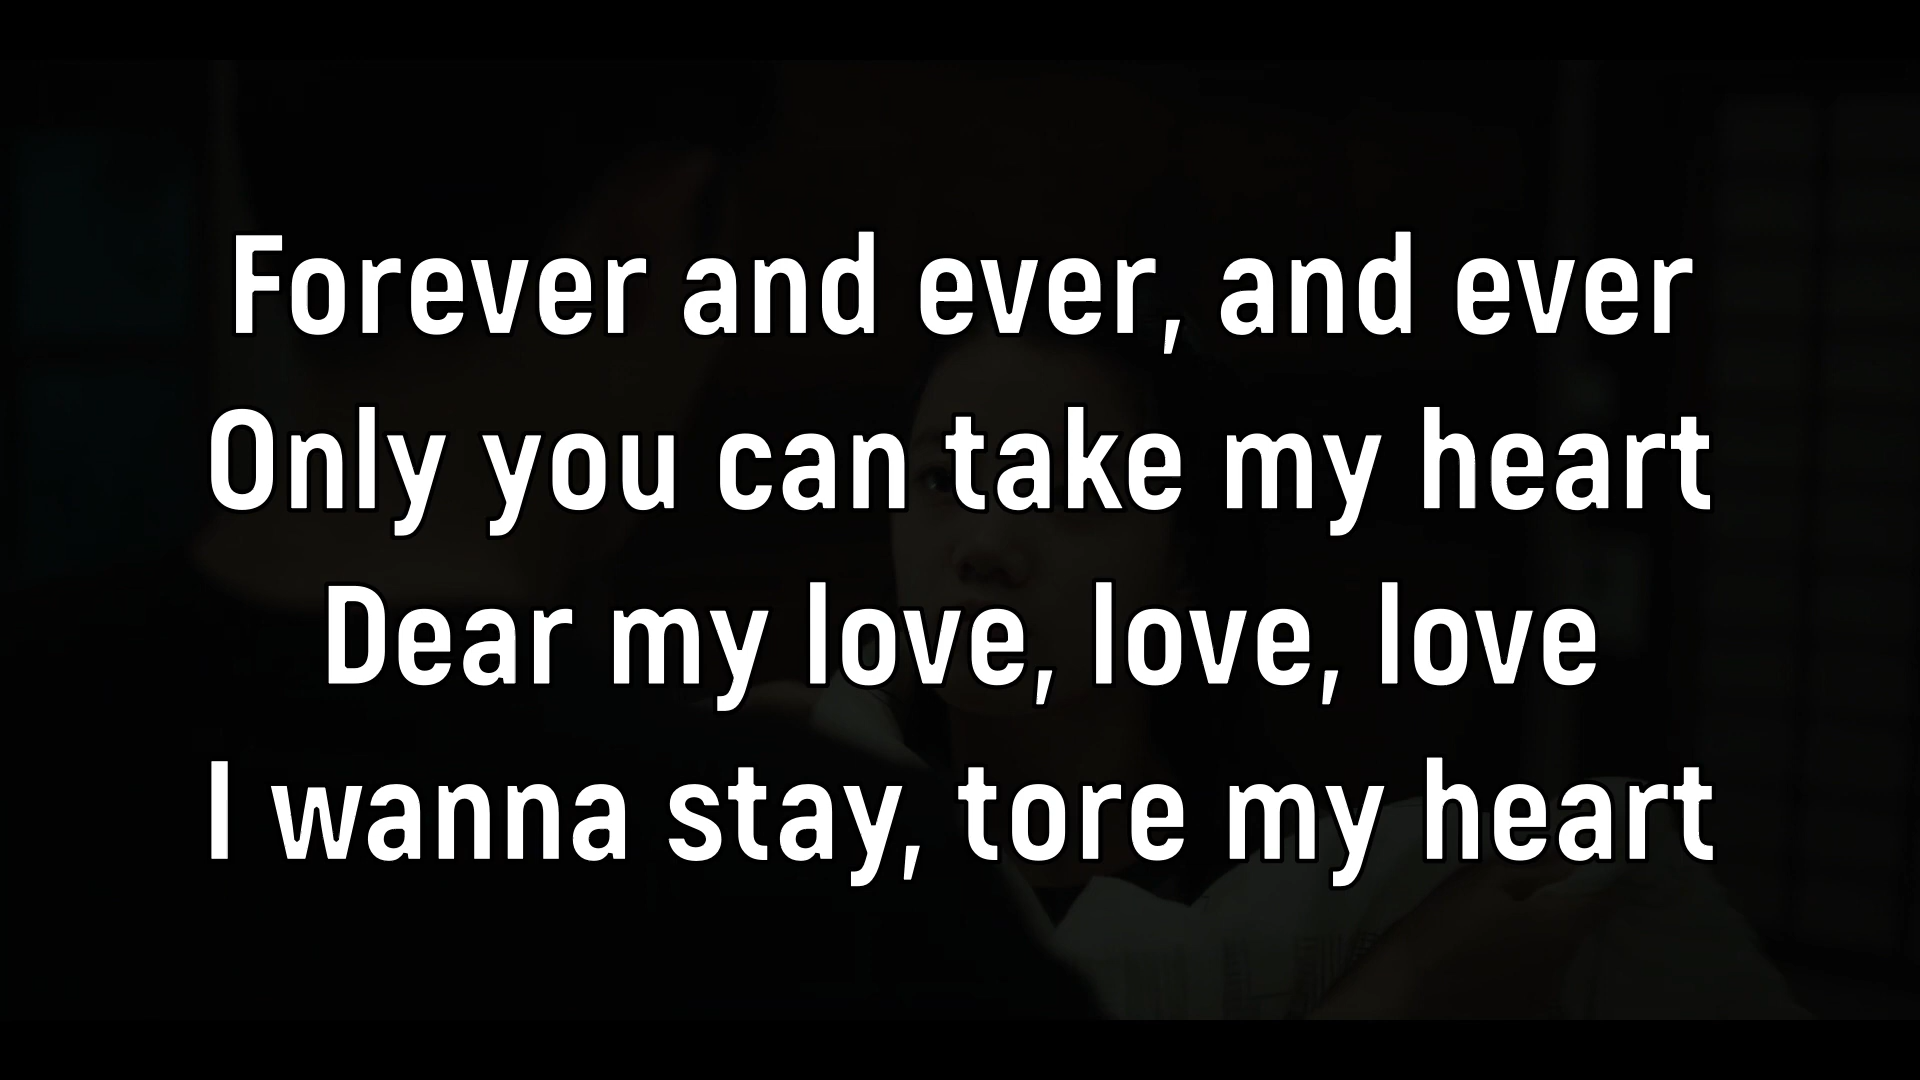 Forever and ever, and ever
Only you can take my heart
Dear my love, love, love
I wanna stay, tore my heart